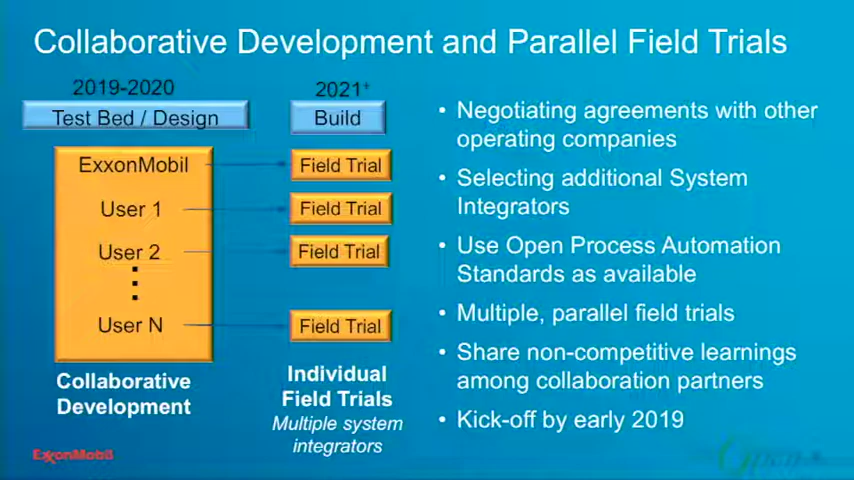 Collaborative Development and Parallel Field Trials
2019-2020
Test Bed / Design
2021+
Build
ExxonMobil
Field Trial
User 1
Field Trial
User 2
Field Trial
User N
Field Trial
Collaborative
Development
Individual
Field Trials
Multiple system
integrators
• Negotiating agreements with other
operating companies
• Selecting additional System
Integrators
• Use Open Process Automation
Standards as available
• Multiple, parallel field trials
• Share non-competitive learnings
among collaboration partners
• Kick-off by early 2019
ExxonMobil
Open